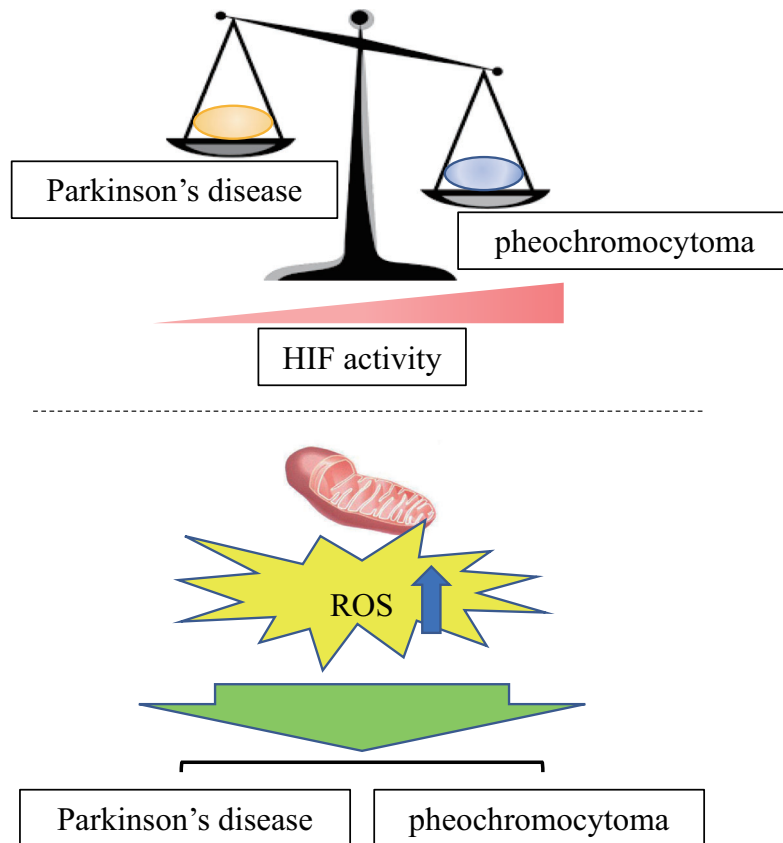 Parkinson’s disease
pheochromocytoma
HIF activity
ROS
Parkinson’s disease
pheochromocytoma